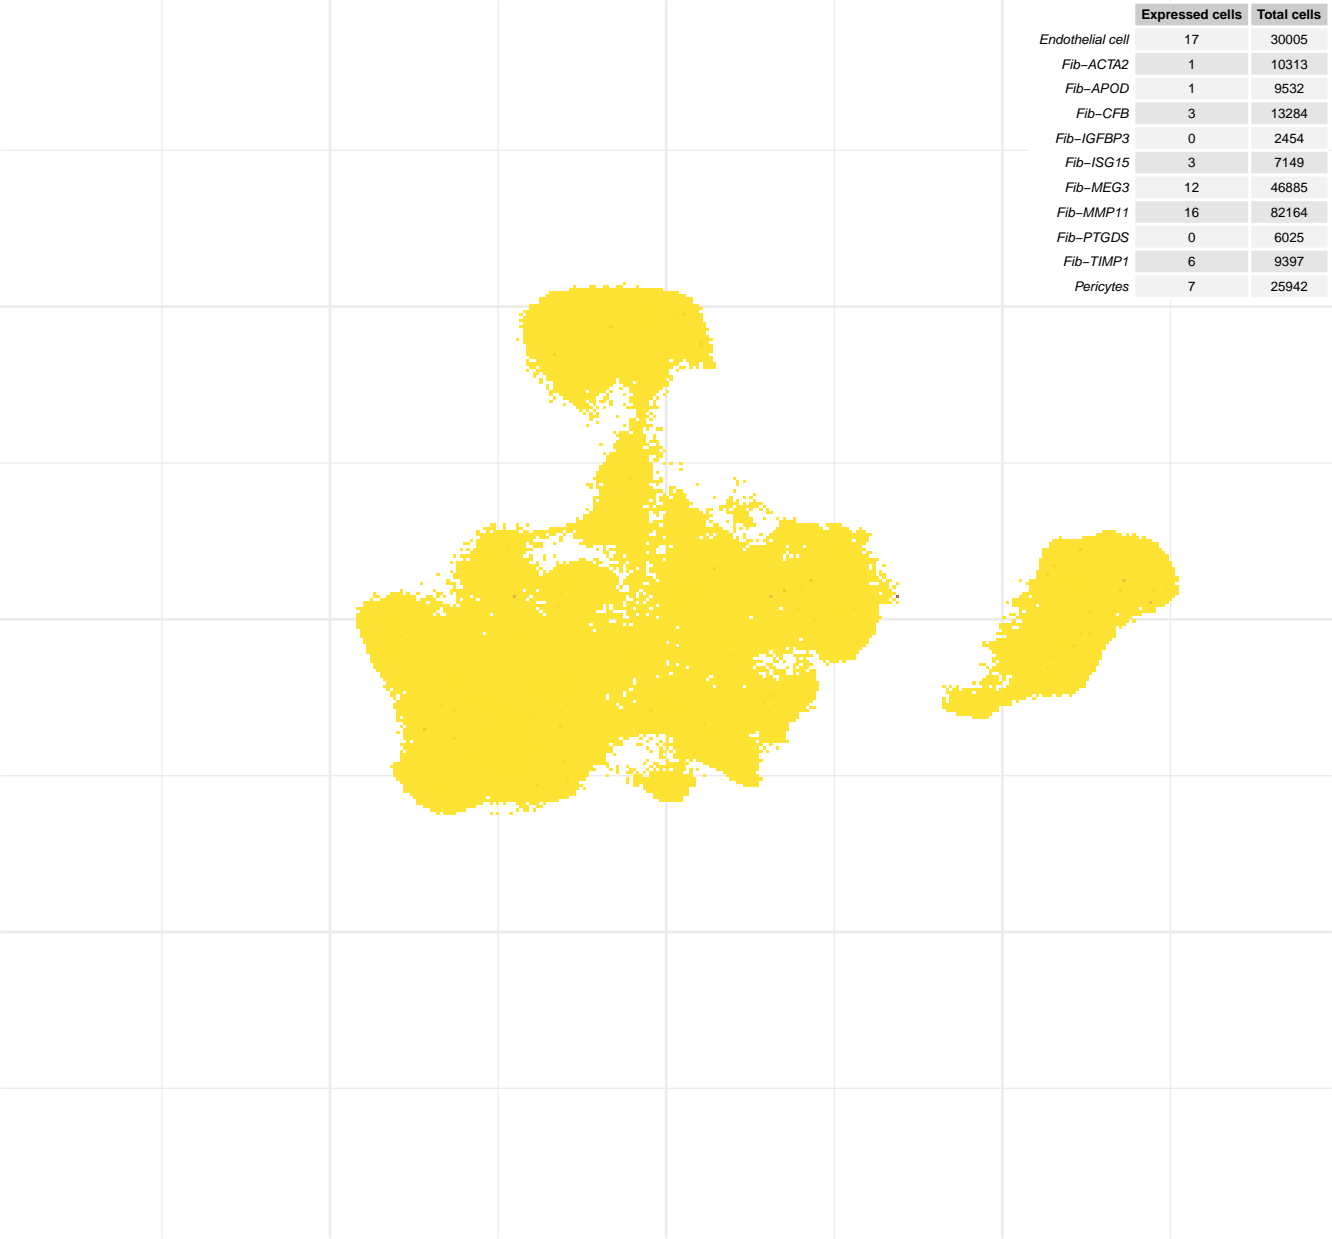 Expressed cells Total cells
Endothelial cell 17 30005
Fib−ACTA2 1 10313
Fib−APOD 1 9532
Fib−CFB 3 13284
Fib−IGFBP3 0 2454
Fib−ISG15 3 7149
Fib−MEG3 12 46885
Fib−MMP11 16 82164
Fib−PTGDS 0 6025
Fib−TIMP1 6 9397
Pericytes 7 25942